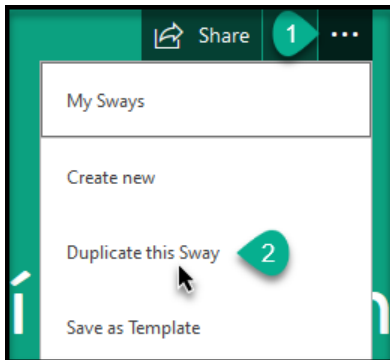 Share 1 ...
My Sways
Create new
Duplicate this Sway 2
Save as Template